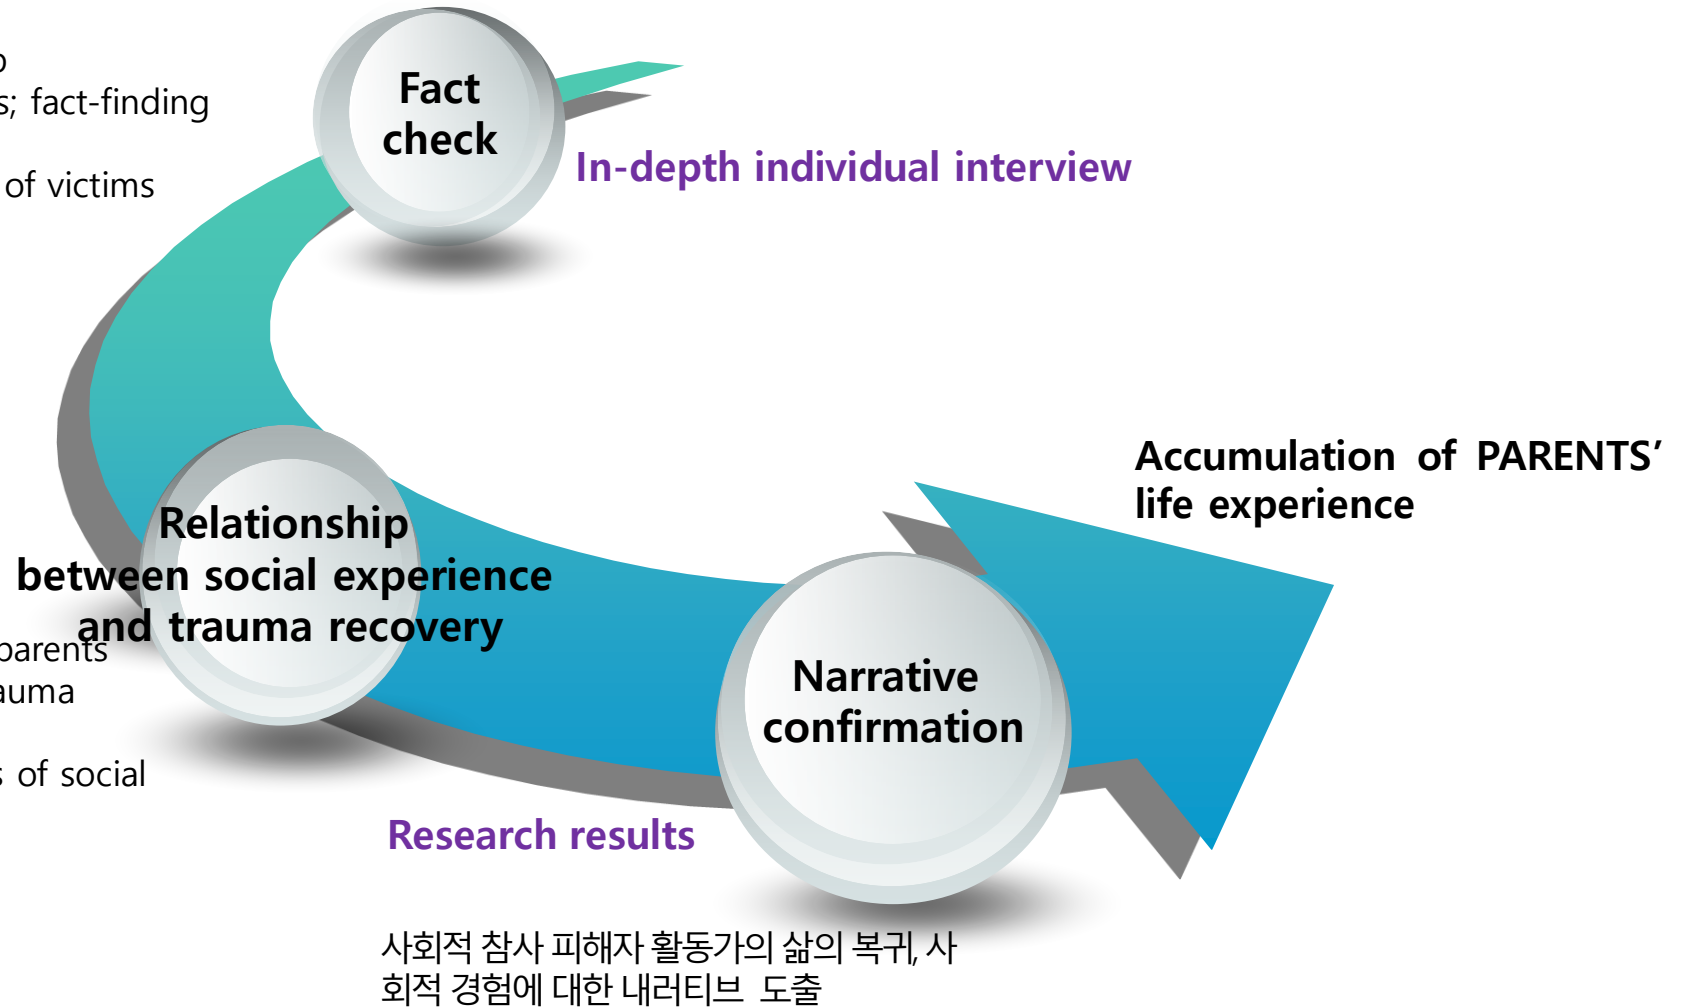 Fact
check
; fact-finding
of victims
In-depth individual interview
Accumulation of PARENTS’
life experience
Relationship
between social experience
and trauma recovery
parents
of social
Narrative
confirmation
Research results
사회적 참사 피해자 활동가의 삶의 복귀, 사
회적 경험에 대한 내러티브 도출